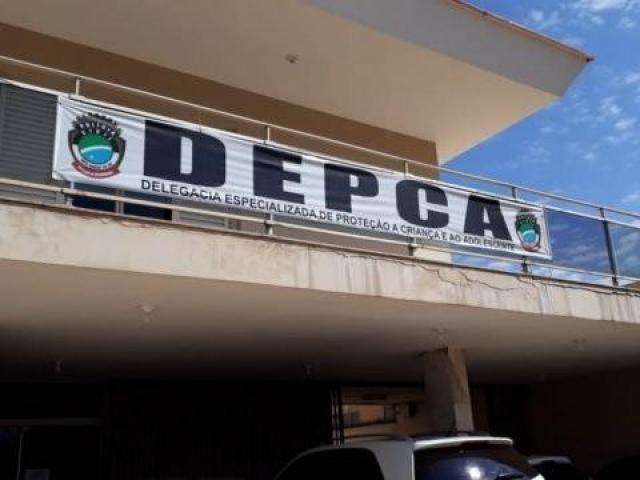 DEPCA
DELEGACIA ESPECIALIZADA DE PROTEÇÃO A CRIANÇA E AO ADOLESCENTE